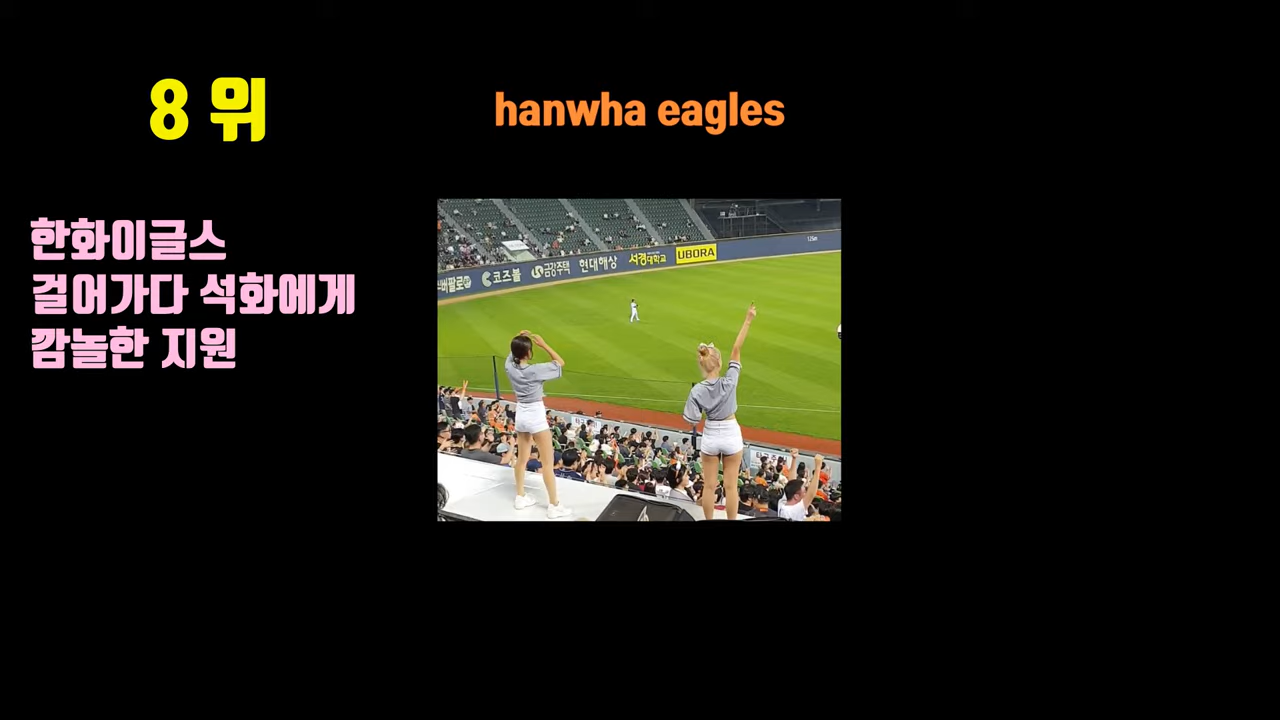 8 위
hanwha eagles
한화이글스
걸어가다 석화에게
깜놀한 지원
코즈볼
금강주택
현대해상
서경대학교
UBORA